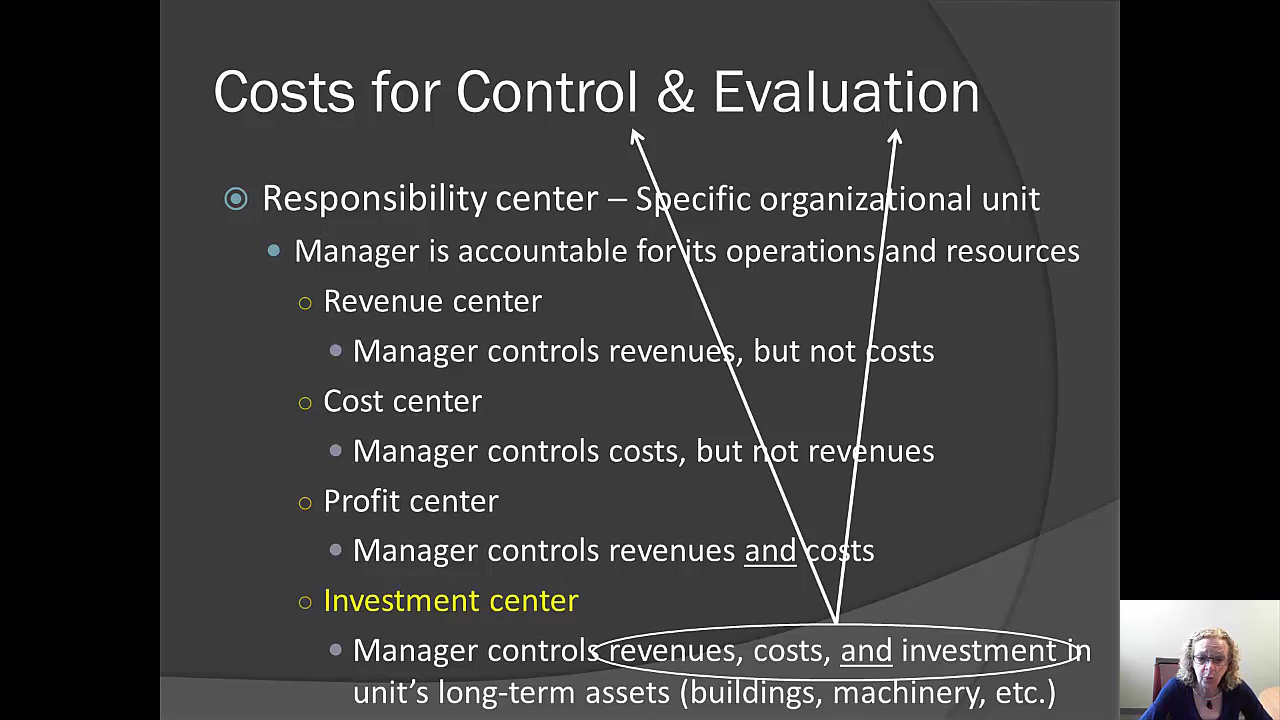 Costs for Control & Evaluation
Responsibility center – Specific organizational unit
Manager is accountable for its operations and resources
Revenue center
Manager controls revenues, but not costs
Cost center
Manager controls costs, but not revenues
Profit center
Manager controls revenues and costs
Investment center
Manager controls revenues, costs, and investment in
unit's long-term assets (buildings, machinery, etc.)